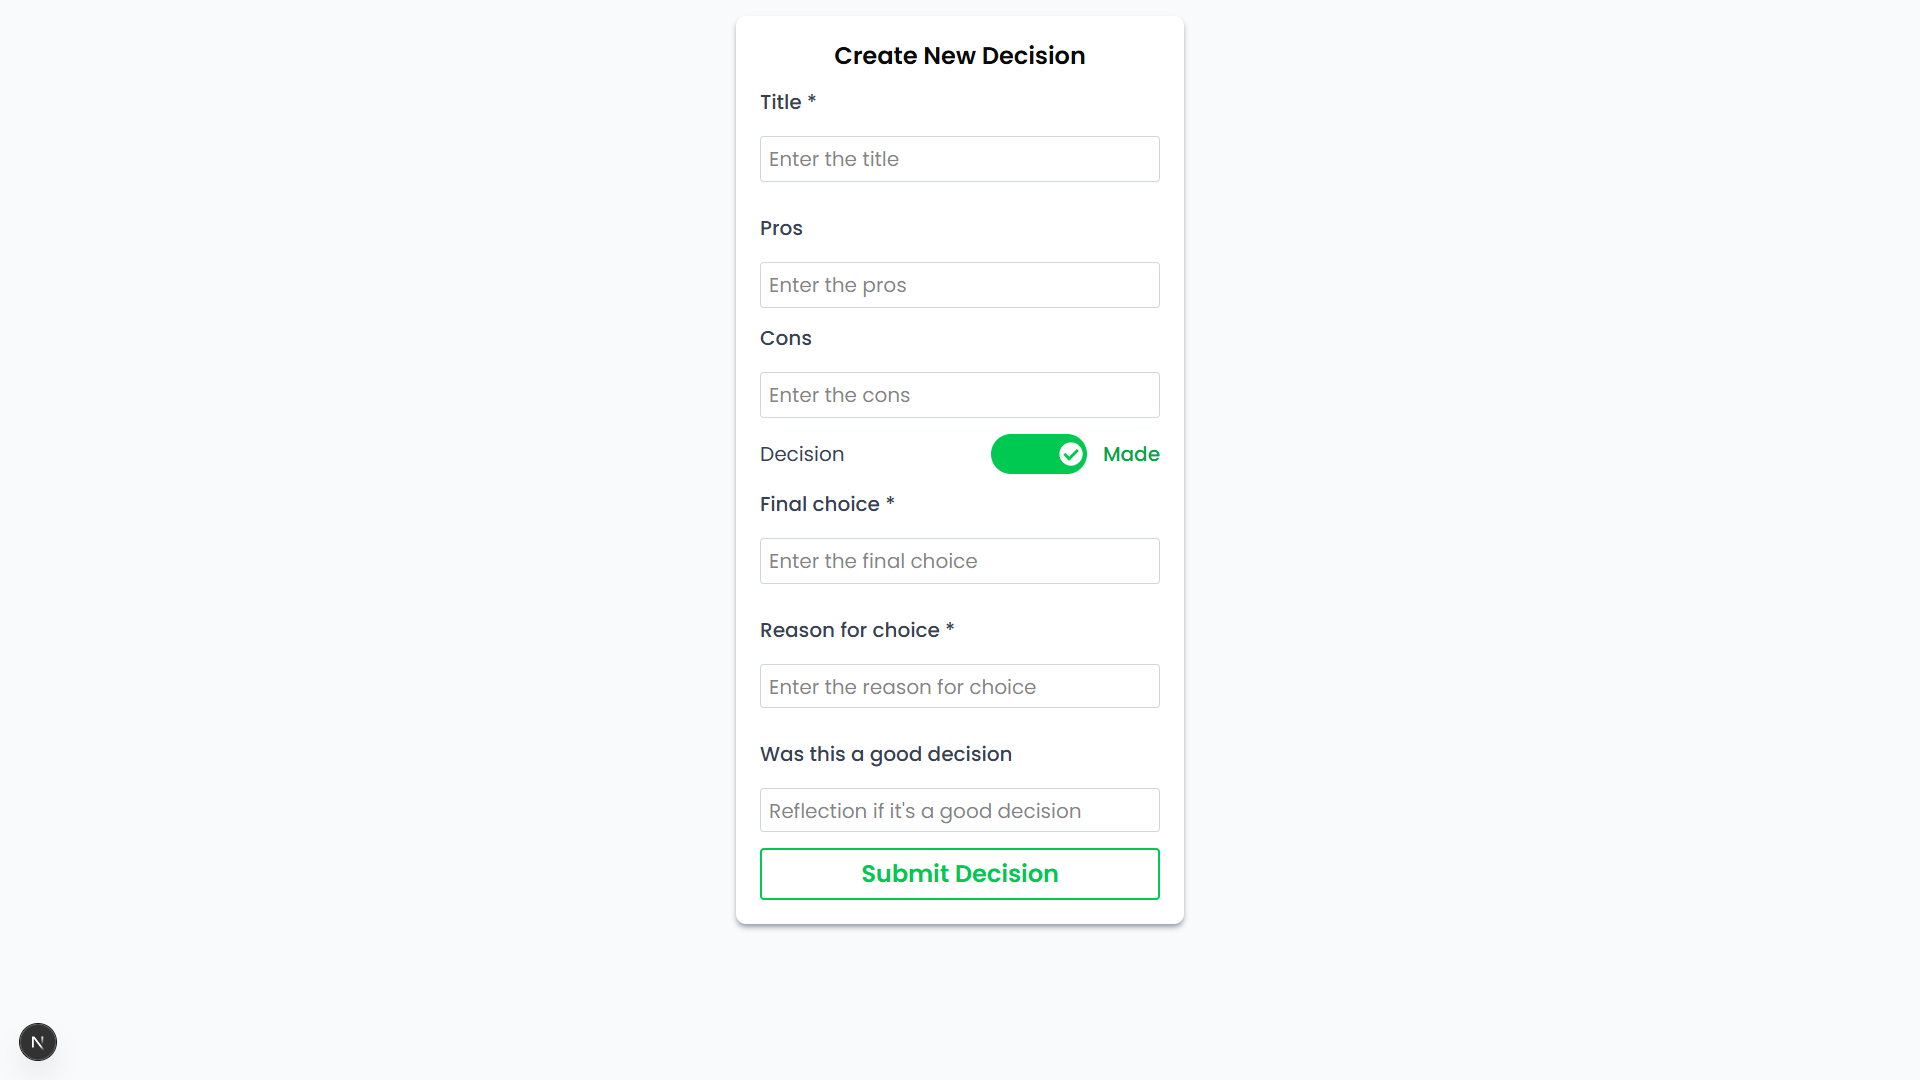 Create New Decision
Title *
Enter the title
Pros
Enter the pros
Cons
Enter the cons
Decision Made
Final choice *
Enter the final choice
Reason for choice *
Enter the reason for choice
Was this a good decision
Reflection if it's a good decision
Submit Decision
N